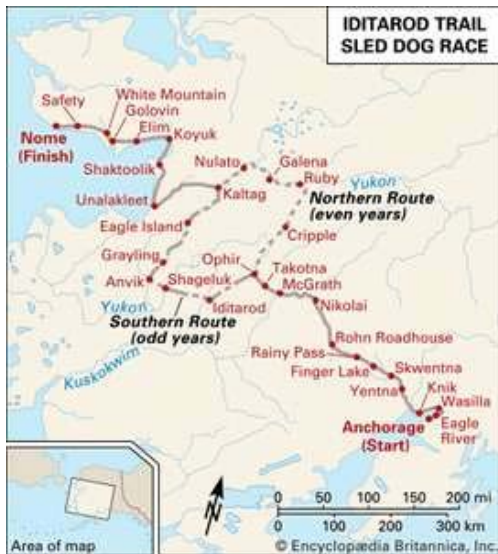 IDITAROD TRAIL
SLED DOG RACE
Safety
White Mountain
Golovin
Elim
Koyuk
Nome
(Finish)
Shaktoolik
Nulato
Galena
Ruby
Yukon
Unalakleet
Kaltag
Northern Route
(even years)
Eagle Island
Cripple
Grayling
Ophir
Takotna
Anvik
Shageluk
McGrath
Nikolai
Yukon
Iditarod
Southern Route
(odd years)
Rohn Roadhouse
Kuskokwim
Rainy Pass
Finger Lake
Skwentna
Yentna
Knik
Wasilla
Anchorage
(Start)
Eagle
River
N
0 50 100 150 200 mi
0 100 200 300 km
Area of map
© Encyclopædia Britannica, Inc.